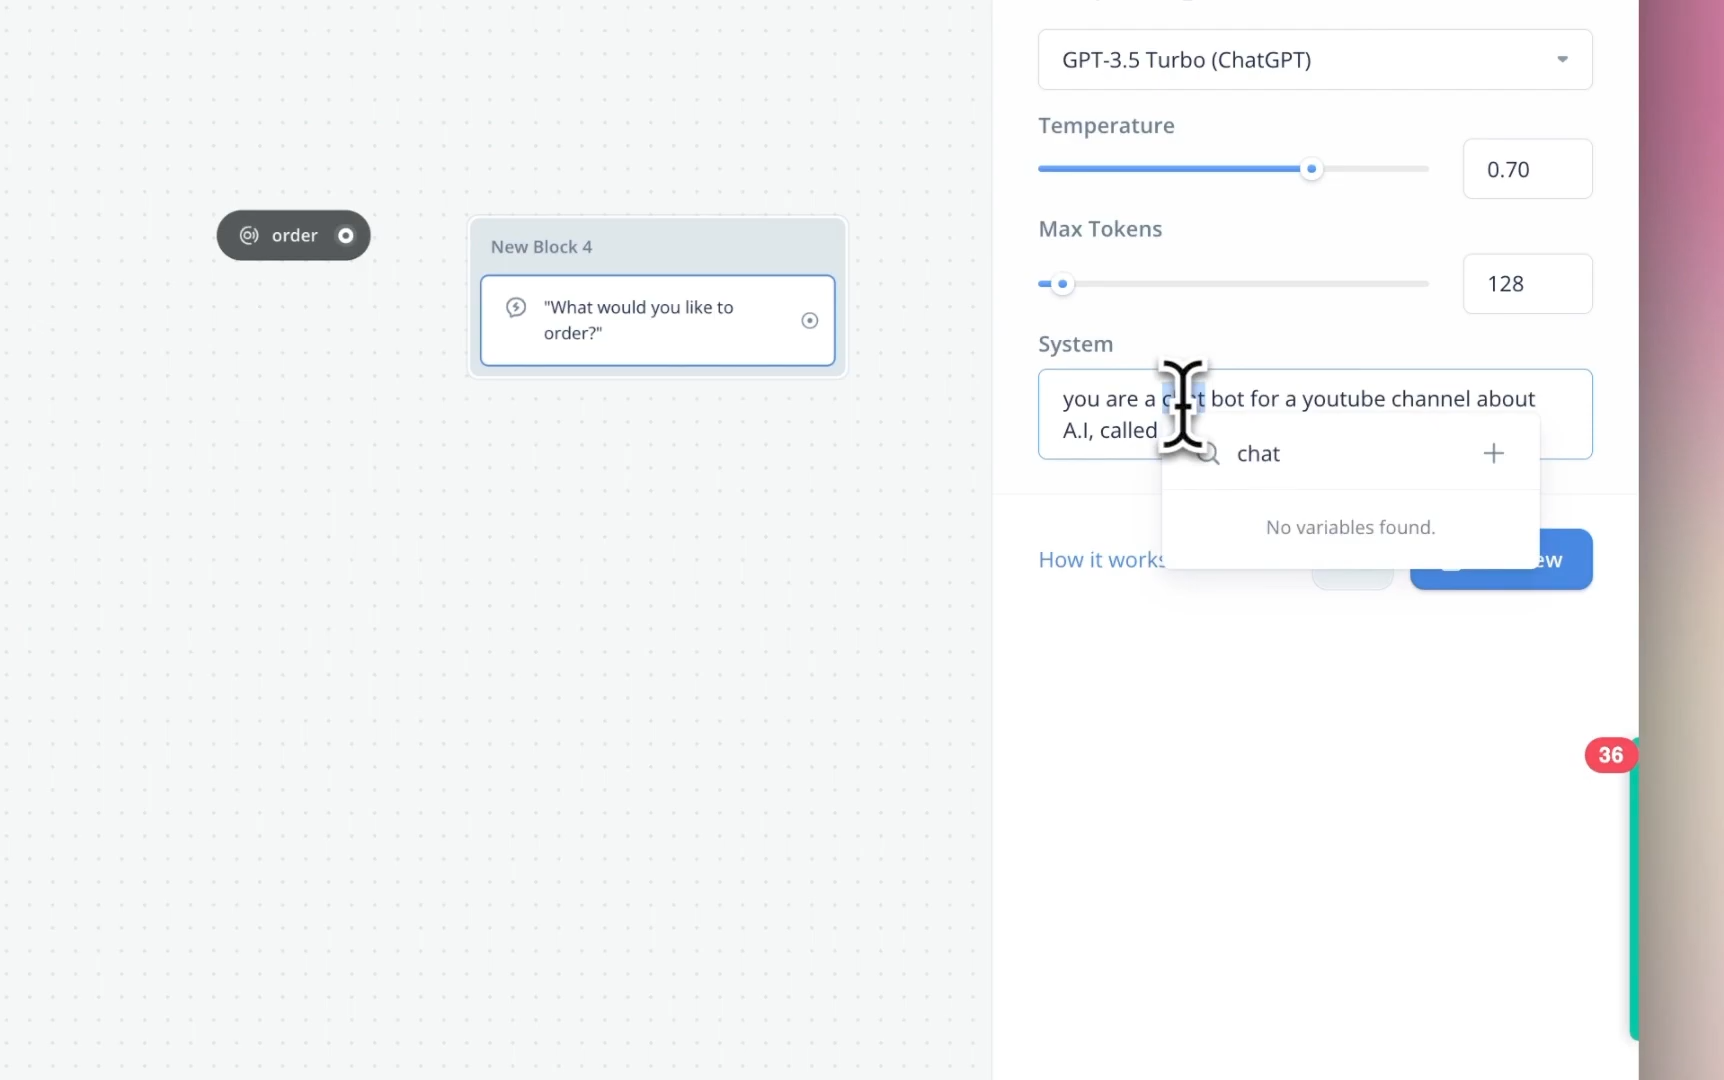 GPT-3.5 Turbo (ChatGPT)
Temperature
0.70
Max Tokens
128
System
you are a bot for a youtube channel about
A.I, called
chat
No variables found.
How it works
order
New Block 4
"What would you like to
order?"
36